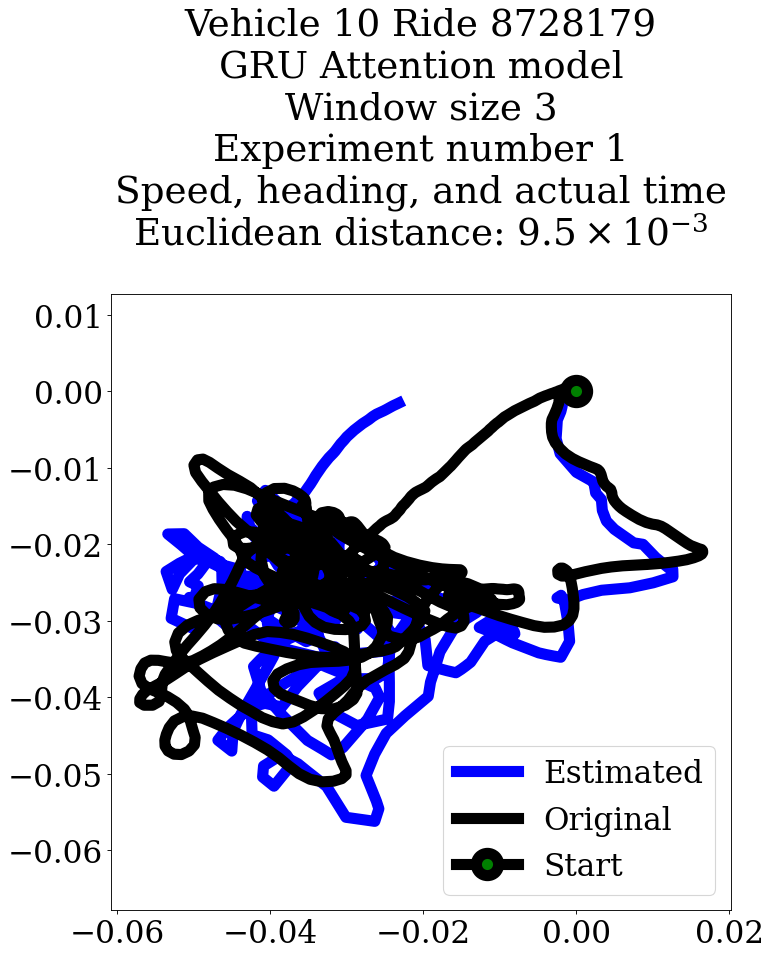 Vehicle 10 Ride 8728179
GRU Attention model
Window size 3
Experiment number 1
Speed, heading, and actual time
Euclidean distance: 9.5 × 10⁻³
0.01
0.00
−0.01
−0.02
−0.03
−0.04
−0.05
−0.06
Estimated
Original
Start
−0.06 −0.04 −0.02 0.00 0.02